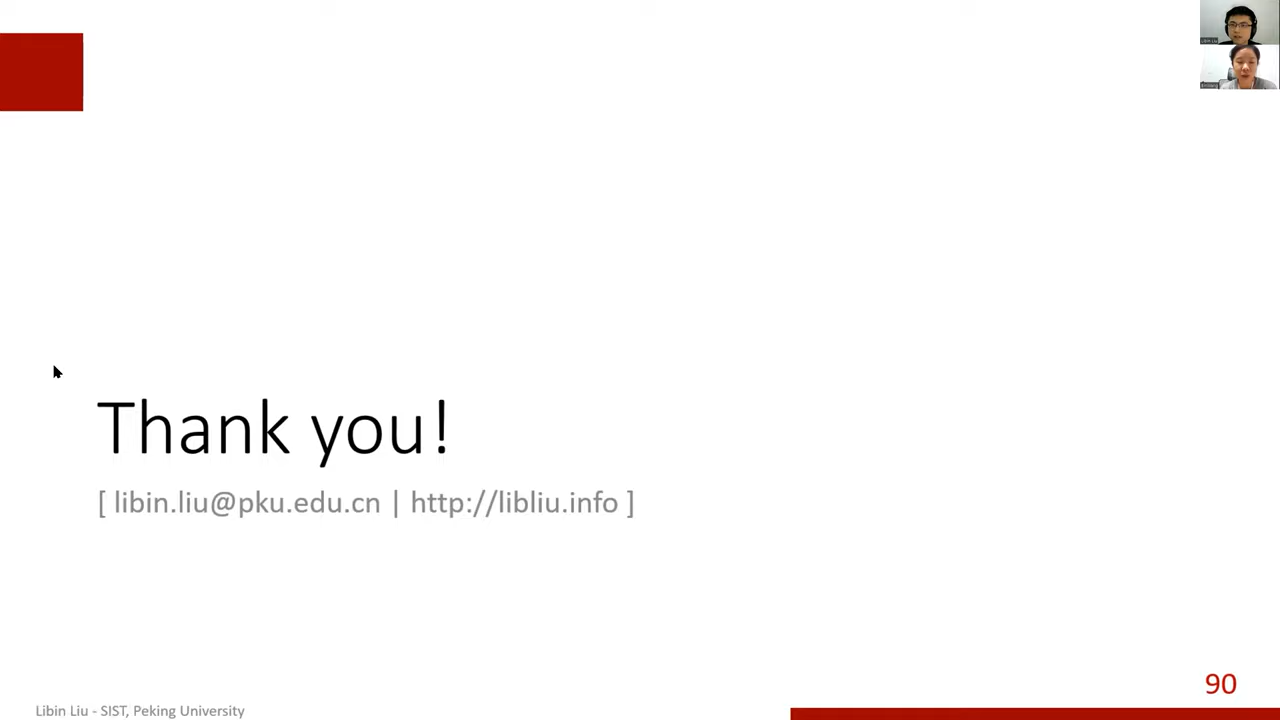 Thank you!
[ libin.liu@pku.edu.cn | http://libliu.info ]
90
Libin Liu - SIST, Peking University